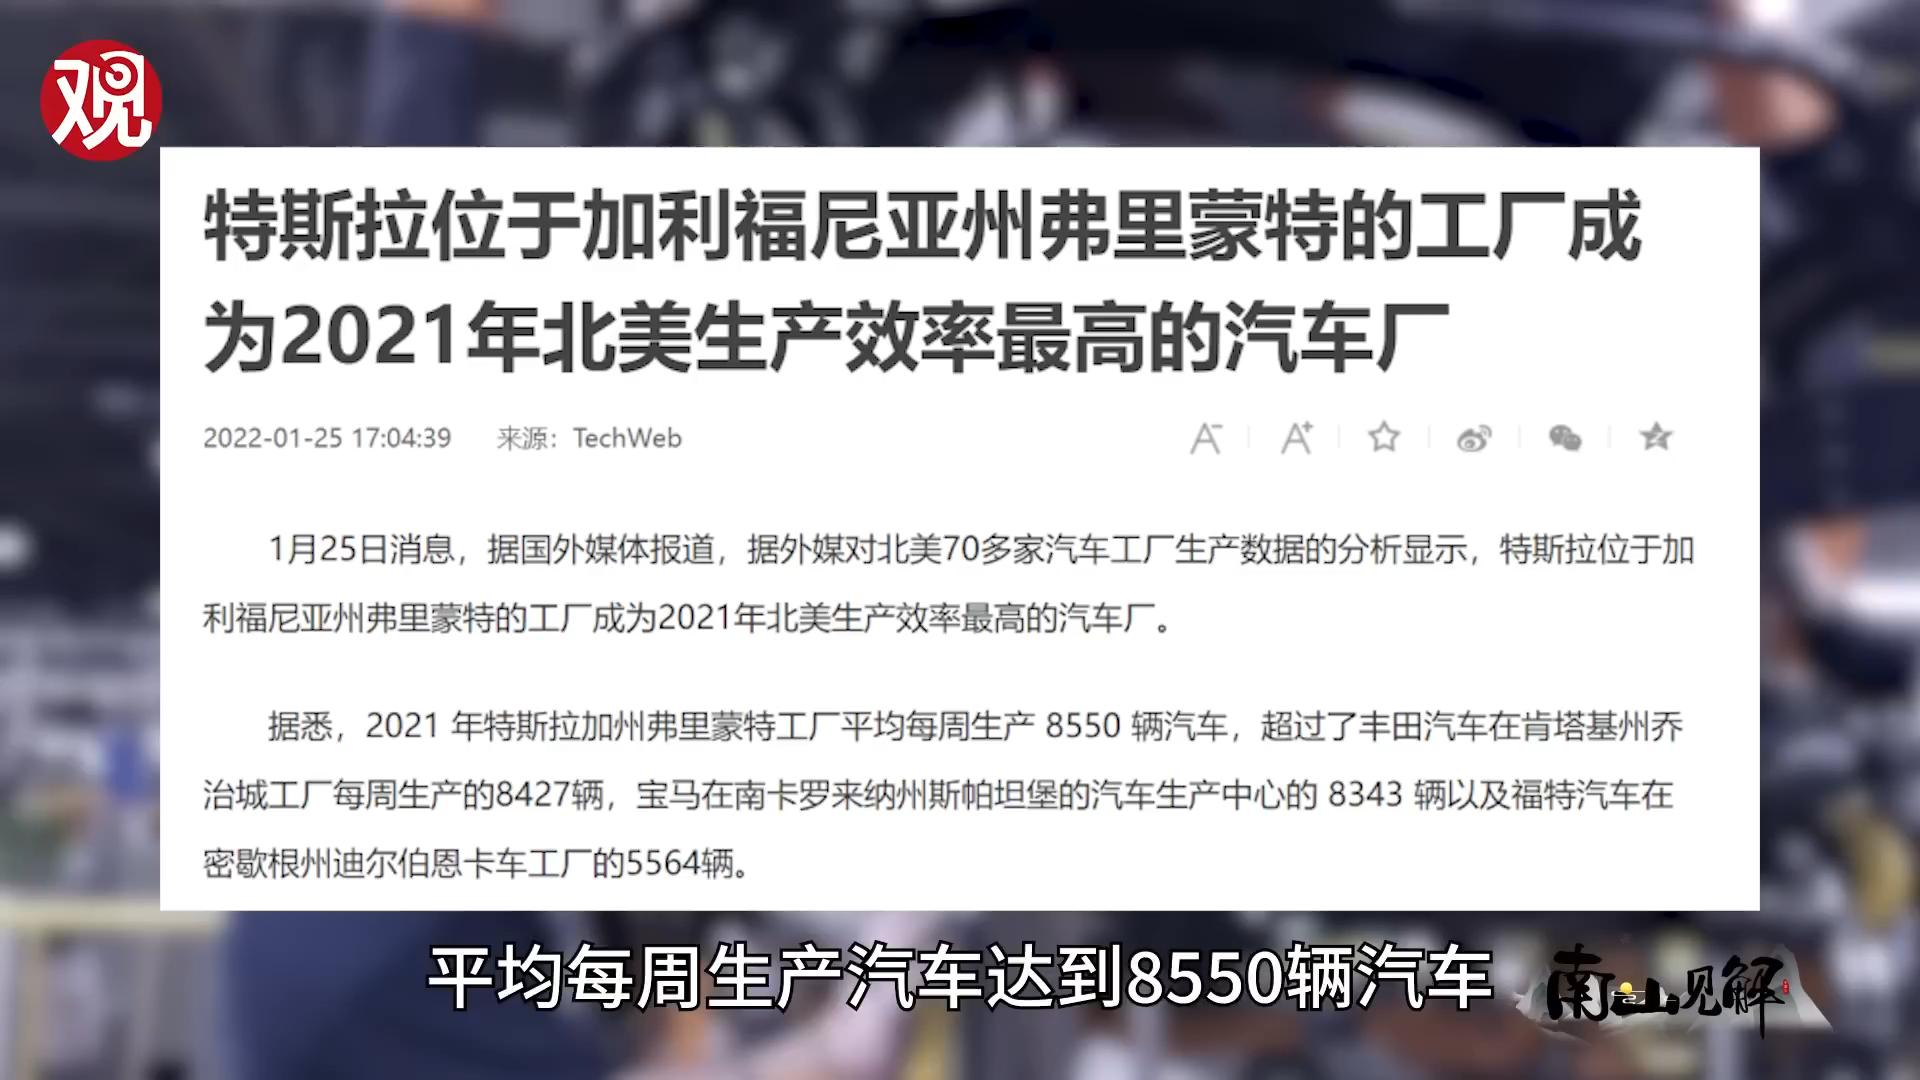 观
特斯拉位于加利福尼亚州弗里蒙特的工厂成
为2021年北美生产效率最高的汽车厂
2022-01-25 17:04:39 来源：TechWeb
1月25日消息，据国外媒体报道，据外媒对北美70多家汽车工厂生产数据的分析显示，特斯拉位于加
利福尼亚州弗里蒙特的工厂成为2021年北美生产效率最高的汽车厂。
据悉，2021 年特斯拉加州弗里蒙特工厂平均每周生产 8550 辆汽车，超过了丰田汽车在肯塔基州乔
治城工厂每周生产的8427辆，宝马在南卡罗来纳州斯帕坦堡的汽车生产中心的 8343 辆以及福特汽车在
密歇根州迪尔伯恩卡车工厂的5564辆。
平均每周生产汽车达到8550辆汽车
南山见解